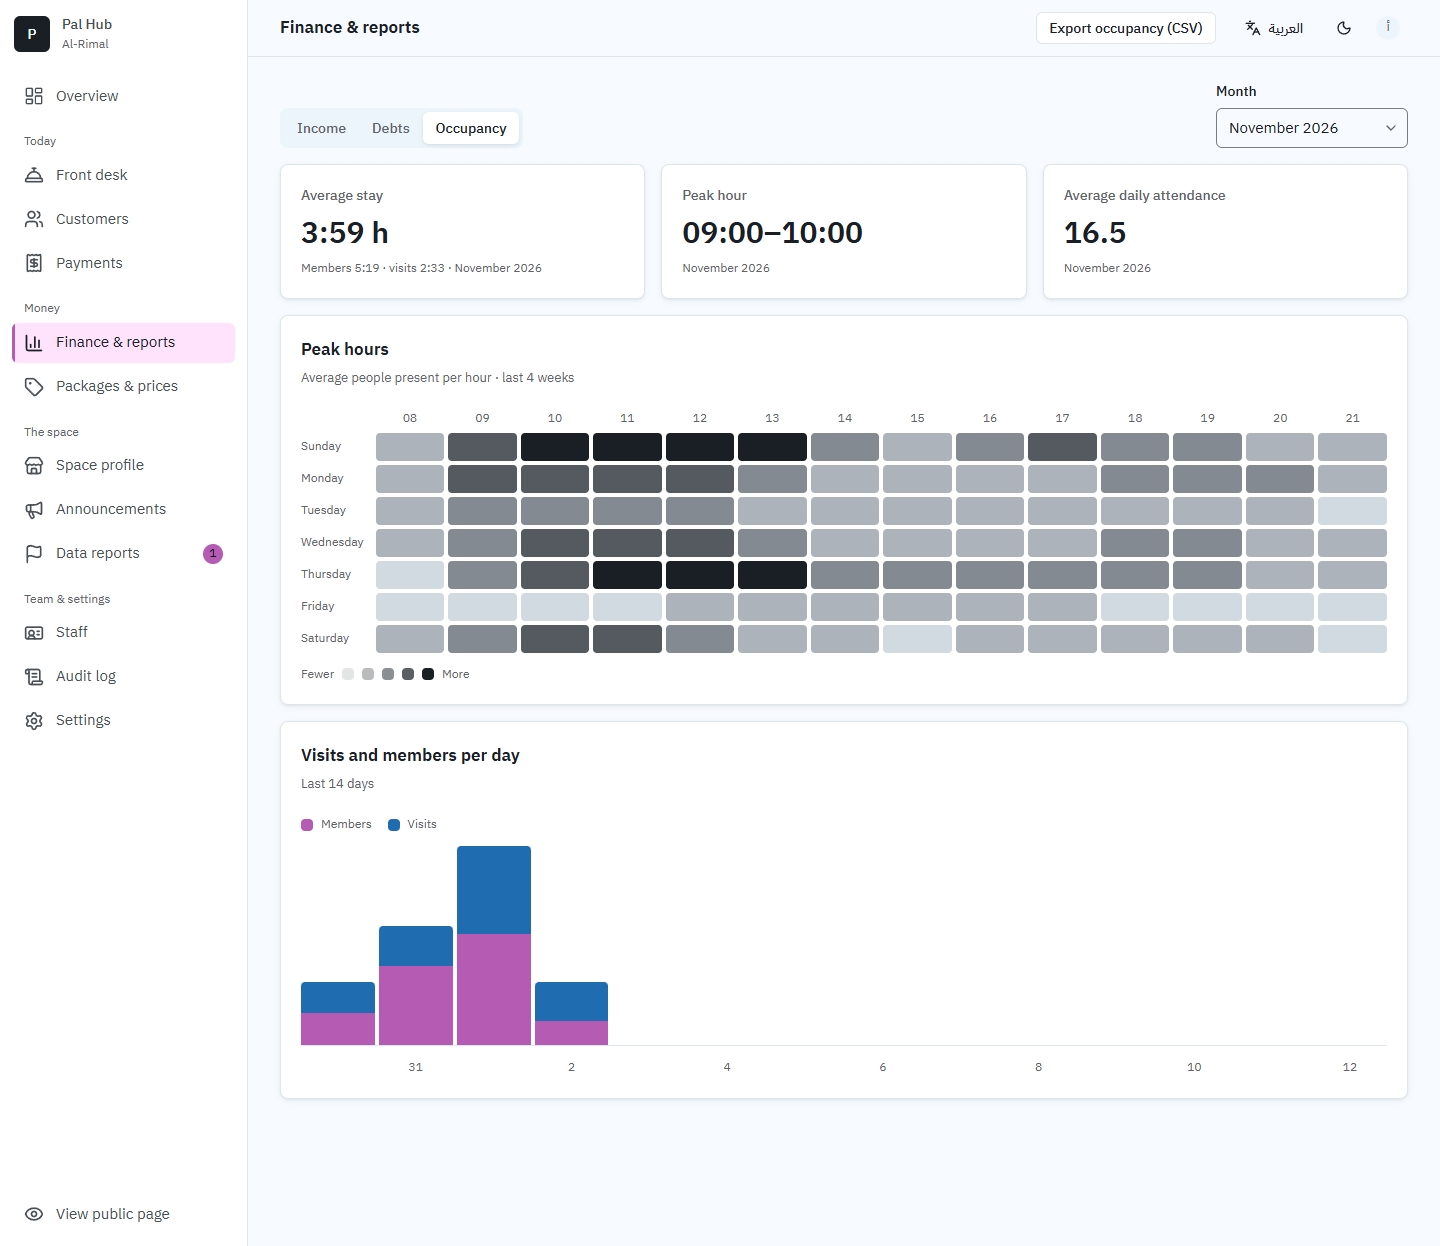 P
Pal Hub
Al-Rimal
Overview
Today
Front desk
Customers
Payments
Money
Finance & reports
Packages & prices
The space
Space profile
Announcements
Data reports
1
Team & settings
Staff
Audit log
Settings
View public page
Finance & reports
Export occupancy (CSV)
العربية
أ
Month
Income
Debts
Occupancy
November 2026
Average stay
3:59 h
Members 5:19 · visits 2:33 · November 2026
Peak hour
09:00–10:00
November 2026
Average daily attendance
16.5
November 2026
Peak hours
Average people present per hour · last 4 weeks
08 09 10 11 12 13 14 15 16 17 18 19 20 21
Sunday
Monday
Tuesday
Wednesday
Thursday
Friday
Saturday
Fewer
More
Visits and members per day
Last 14 days
Members
Visits
31 2 4 6 8 10 12